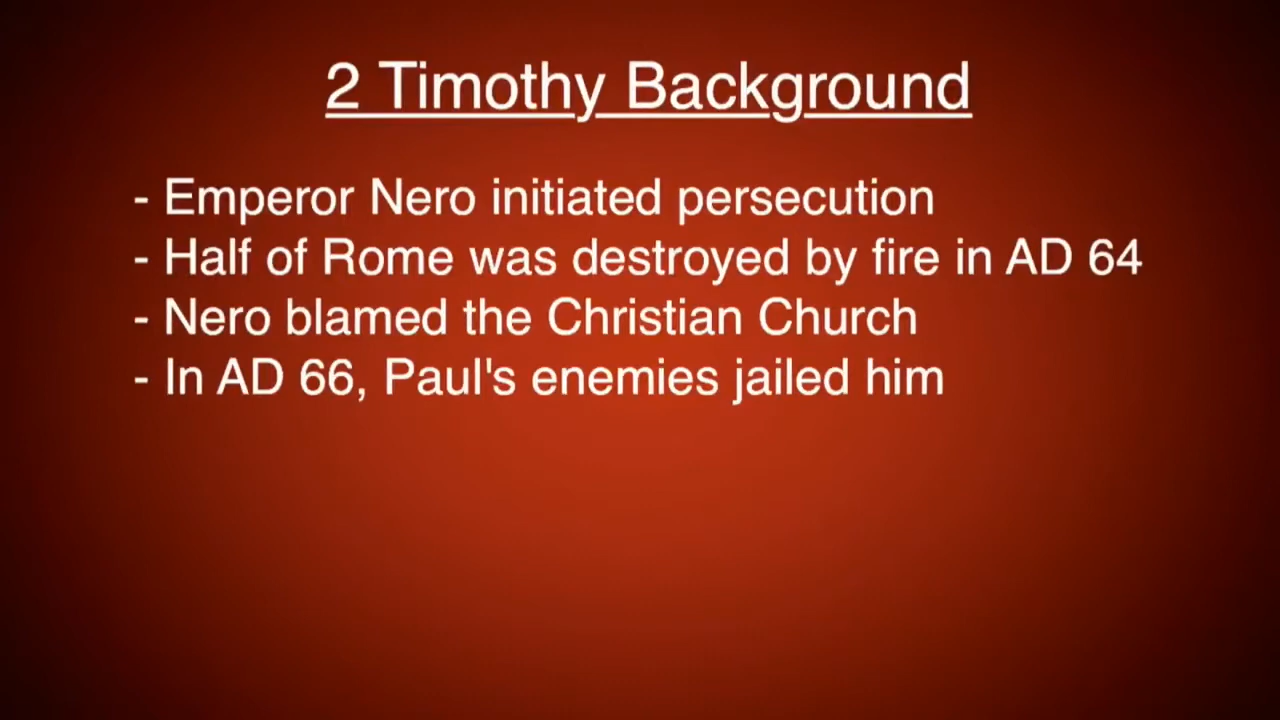 2 Timothy Background
- Emperor Nero initiated persecution
- Half of Rome was destroyed by fire in AD 64
- Nero blamed the Christian Church
- In AD 66, Paul's enemies jailed him